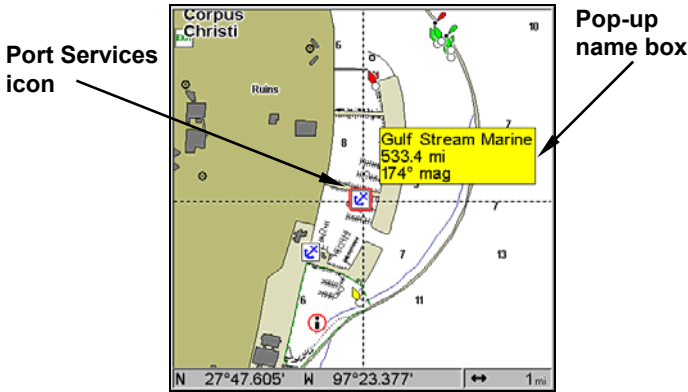 Port Services
icon
Pop-up
name box
Corpus
Christi
Exit
Ruins
10
6
7
8
Gulf Stream Marine
533.4 mi
174° mag
7
7
13
6
11
N 27°47.605' W 97°23.377' ↔ 1mi